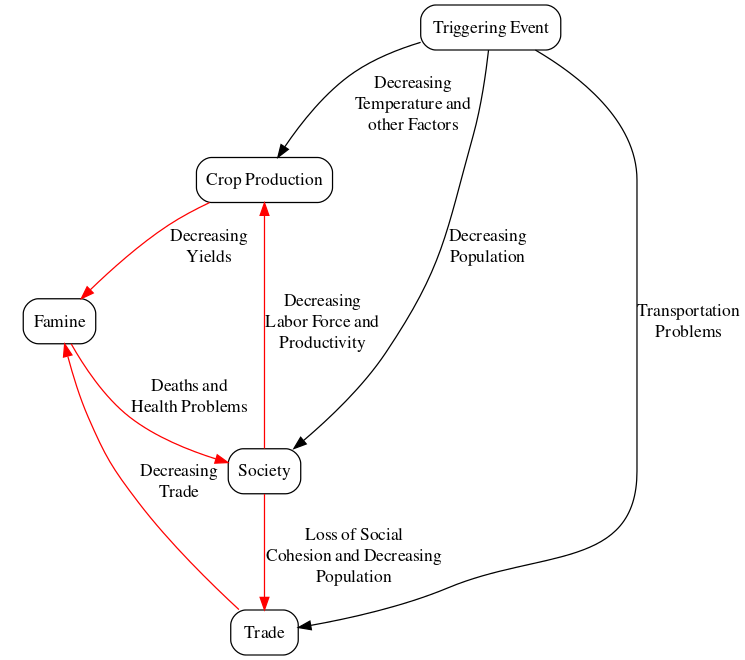 Triggering Event
Decreasing
Temperature and
other Factors
Crop Production
Decreasing
Yields
Decreasing
Population
Decreasing
Labor Force and
Productivity
Transportation
Problems
Famine
Deaths and
Health Problems
Decreasing
Trade
Society
Loss of Social
Cohesion and Decreasing
Population
Trade